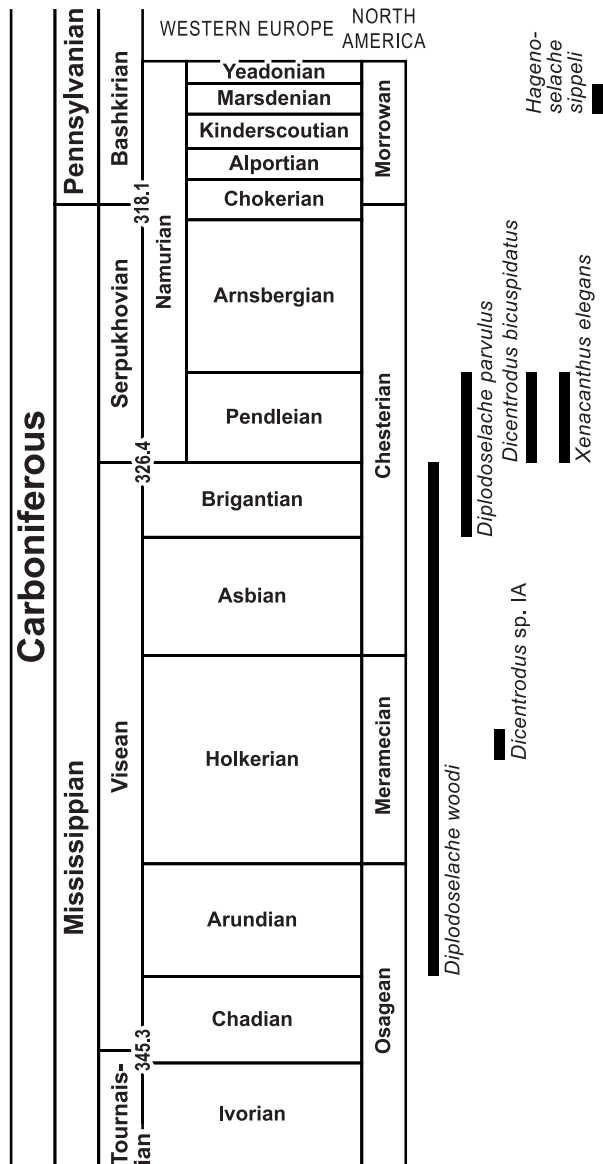 WESTERN EUROPE
NORTH
AMERICA
Carboniferous
Pennsylvanian
Mississippian
Bashkirian
Serpukhovian
Visean
Tournais-
ian
318.1
326.4
345.3
Namurian
Yeadonian
Marsdenian
Kinderscoutian
Alportian
Chokerian
Arnsbergian
Pendleian
Brigantian
Asbian
Holkerian
Arundian
Chadian
Ivorian
Morrowan
Chesterian
Meramecian
Osagean
Diplodoselache woodi
Diplodoselache parvulus
Dicentrodus sp. IA
Dicentrodus bicuspidatus
Xenacanthus elegans
Hageno-
selache
sippeli